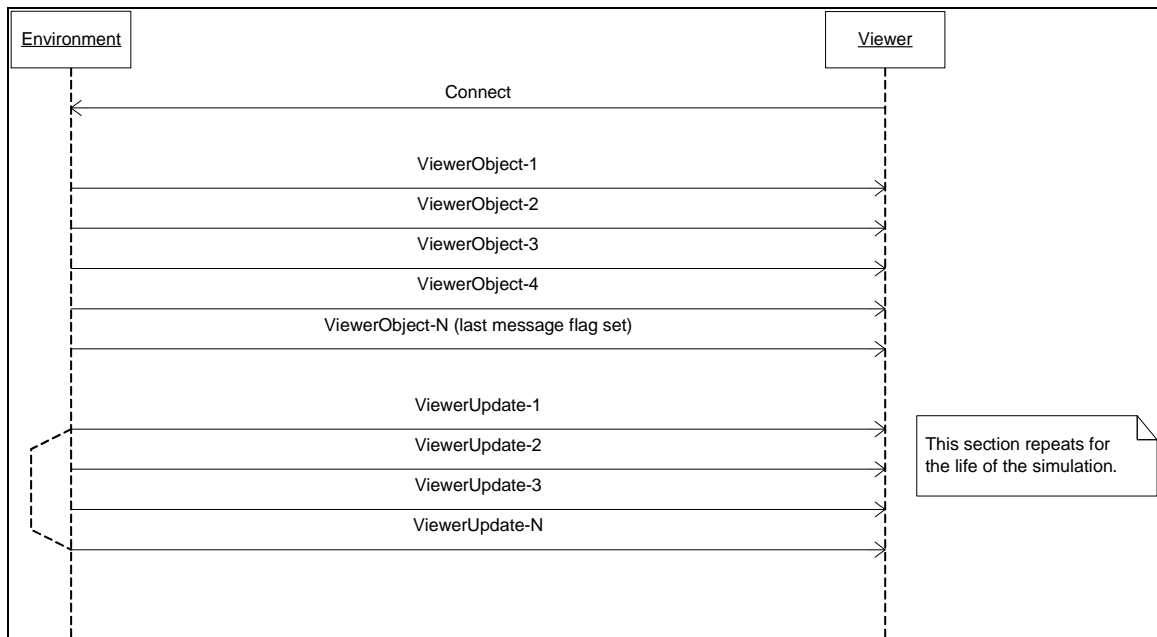 Environment
Viewer
Connect
ViewerObject-1
ViewerObject-2
ViewerObject-3
ViewerObject-4
ViewerObject-N (last message flag set)
ViewerUpdate-1
ViewerUpdate-2
ViewerUpdate-3
ViewerUpdate-N
This section repeats for
the life of the simulation.